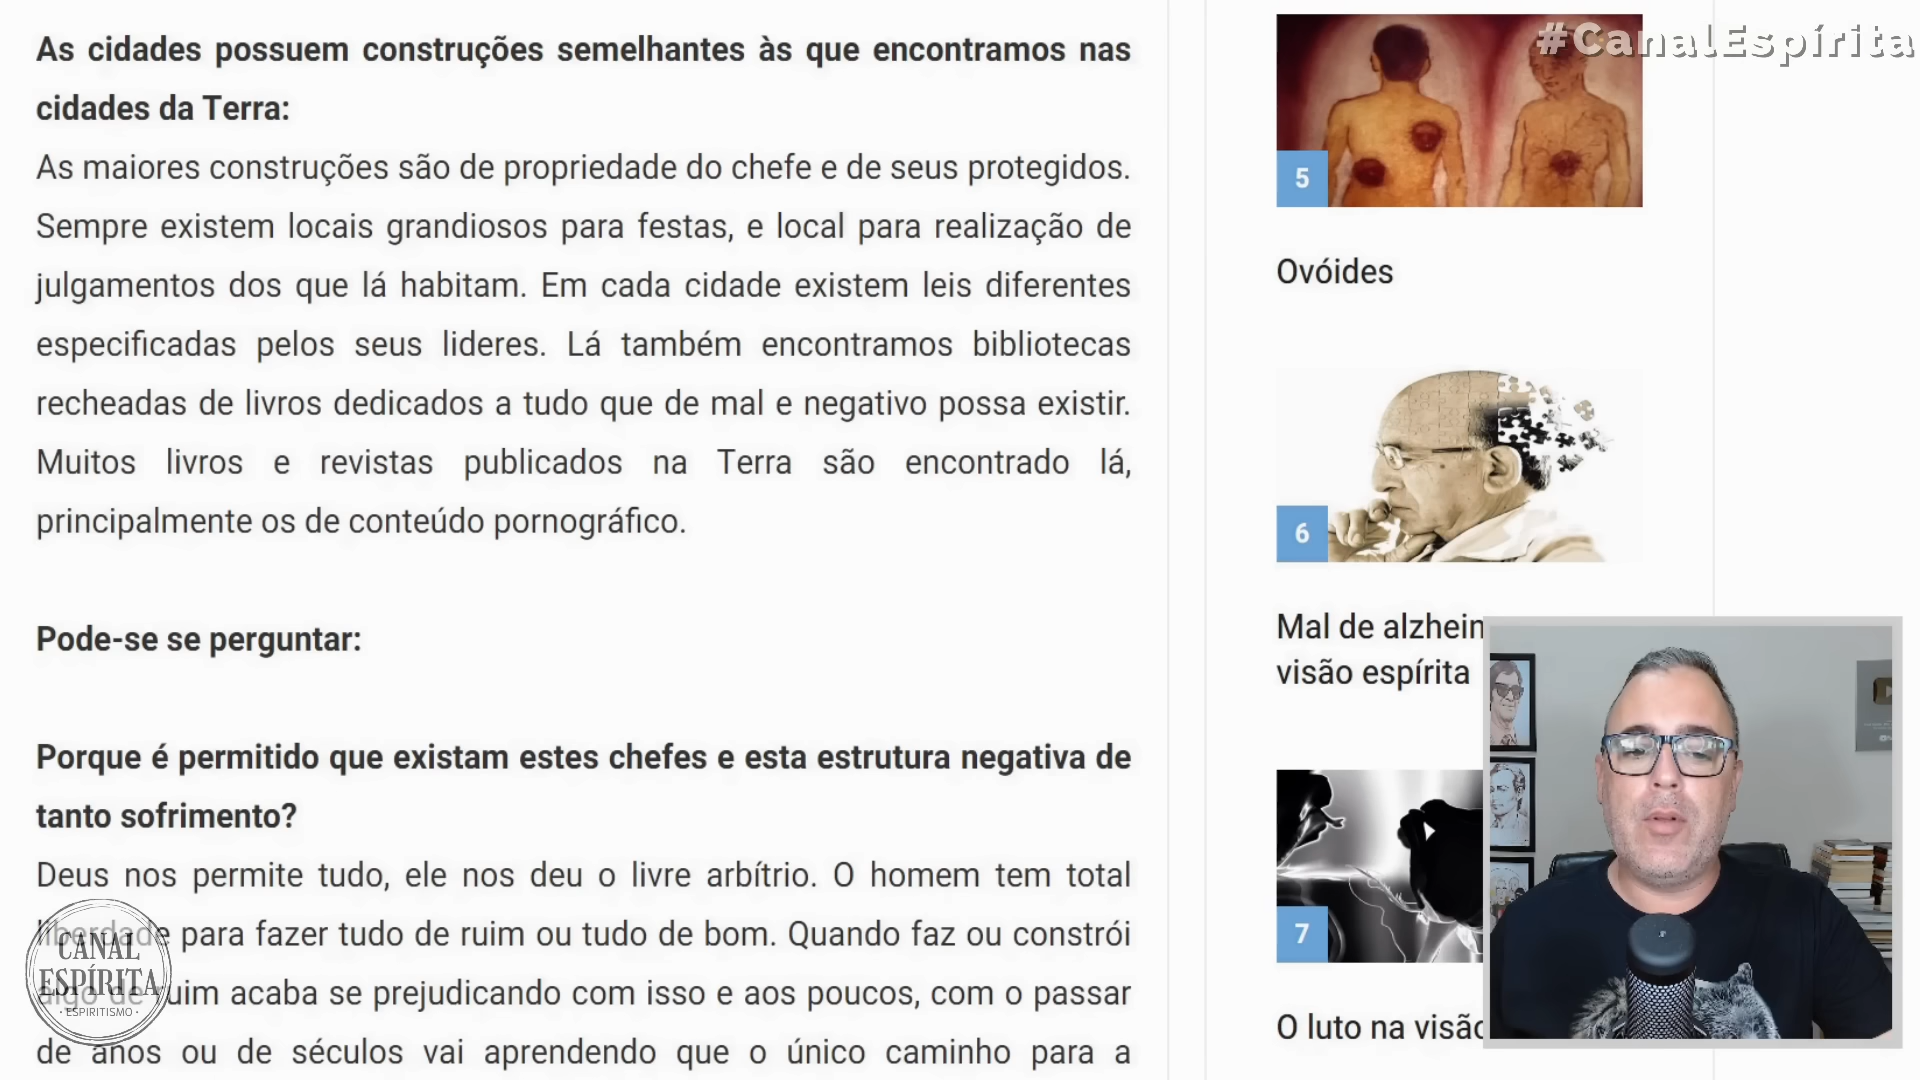 As cidades possuem construções semelhantes às que encontramos nas
cidades da Terra:
As maiores construções são de propriedade do chefe e de seus protegidos.
Sempre existem locais grandiosos para festas, e local para realização de
julgamentos dos que lá habitam. Em cada cidade existem leis diferentes
especificadas pelos seus lideres. Lá também encontramos bibliotecas
recheadas de livros dedicados a tudo que de mal e negativo possa existir.
Muitos livros e revistas publicados na Terra são encontrado lá,
principalmente os de conteúdo pornográfico.
Pode-se se perguntar:
Porque é permitido que existam estes chefes e esta estrutura negativa de
tanto sofrimento?
Deus nos permite tudo, ele nos deu o livre arbítrio. O homem tem total
liberdade para fazer tudo de ruim ou tudo de bom. Quando faz ou constrói
algo de ruim acaba se prejudicando com isso e aos poucos, com o passar
de anos ou de séculos vai aprendendo que o único caminho para a
CANAL
ESPÍRITA
· ESPIRITISMO ·
#CanalEspírita
5
Ovóides
6
Mal de alzheim
visão espírita
7
O luto na visão